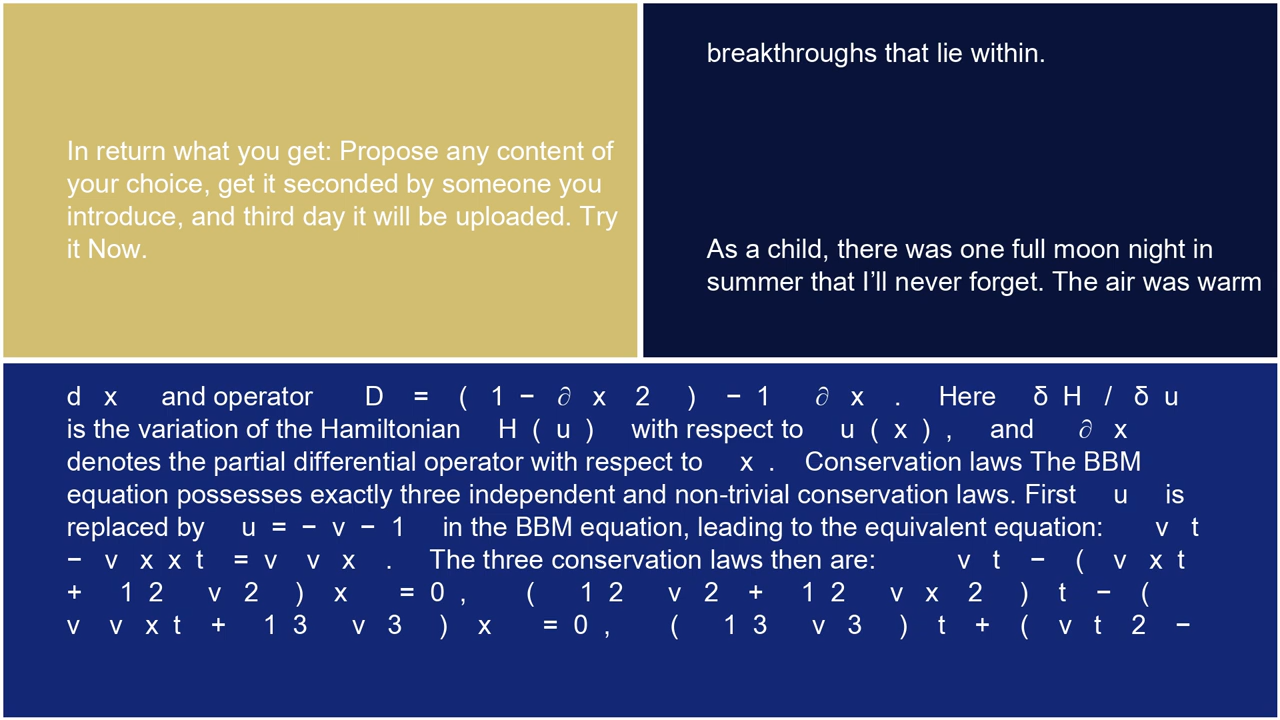 In return what you get: Propose any content of
your choice, get it seconded by someone you
introduce, and third day it will be uploaded. Try
it Now.
breakthroughs that lie within.
As a child, there was one full moon night in
summer that I’ll never forget. The air was warm
d x and operator D = ( 1 − ∂ x 2 ) − 1 ∂ x . Here δ H / δ u
is the variation of the Hamiltonian H ( u ) with respect to u ( x ) , and ∂ x
denotes the partial differential operator with respect to x . Conservation laws The BBM
equation possesses exactly three independent and non-trivial conservation laws. First u is
replaced by u = − v − 1 in the BBM equation, leading to the equivalent equation: v t
− v x x t = v v x . The three conservation laws then are: v t − ( v x t
+ 1 2 v 2 ) x = 0 , ( 1 2 v 2 + 1 2 v x 2 ) t − (
v v x t + 1 3 v 3 ) x = 0 , ( 1 3 v 3 ) t + ( v t 2 −